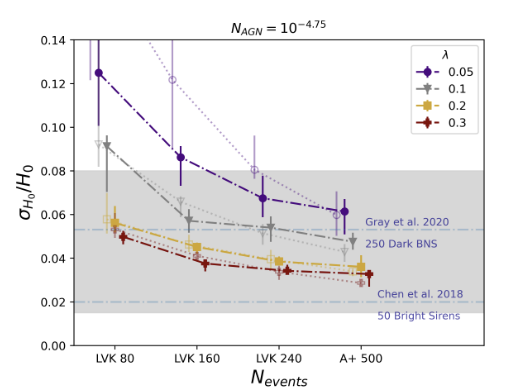 N_AGN = 10^−4.75
λ
0.05
0.1
0.2
0.3
0.14
0.12
0.10
0.08
0.06
0.04
0.02
0.00
σ_H₀/H₀
Gray et al. 2020
250 Dark BNS
Chen et al. 2018
50 Bright Sirens
LVK 80 LVK 160 LVK 240 A+ 500
N_events